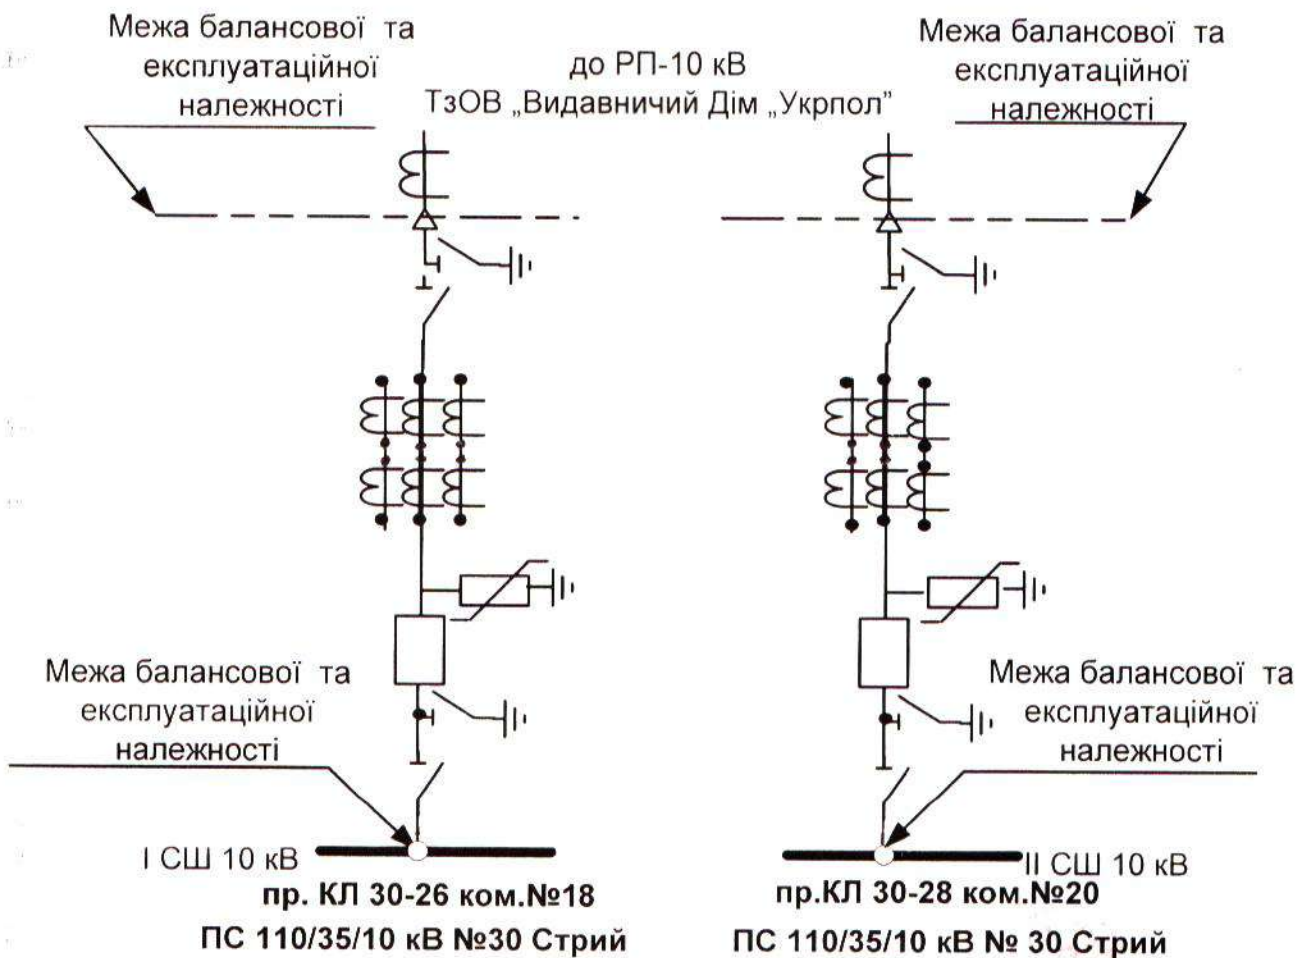 Межа балансової та
експлуатаційної
належності
до РП-10 кВ
ТзОВ „Видавничий Дім „Укрпол”
Межа балансової та
експлуатаційної
належності
Межа балансової та
експлуатаційної
належності
Межа балансової та
експлуатаційної
належності
І СШ 10 кВ
ІІ СШ 10 кВ
пр. КЛ 30-26 ком.№18
пр.КЛ 30-28 ком.№20
ПС 110/35/10 кВ №30 Стрий
ПС 110/35/10 кВ № 30 Стрий